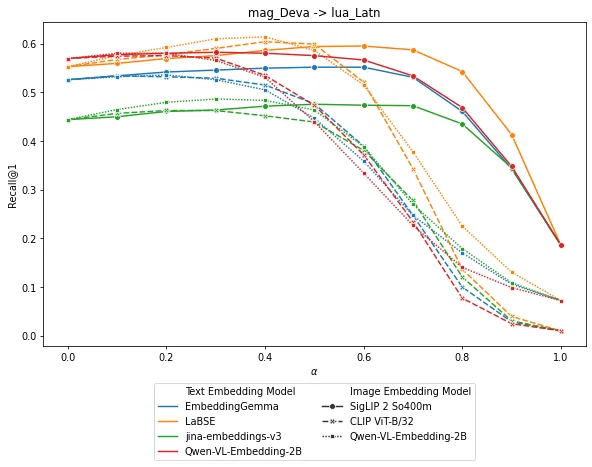 mag_Deva -> lua_Latn
Recall@1
0.6
0.5
0.4
0.3
0.2
0.1
0.0
0.0 0.2 0.4 0.6 0.8 1.0
α
Text Embedding Model Image Embedding Model
EmbeddingGemma SigLIP 2 So400m
LaBSE CLIP ViT-B/32
jina-embeddings-v3 Qwen-VL-Embedding-2B
Qwen-VL-Embedding-2B